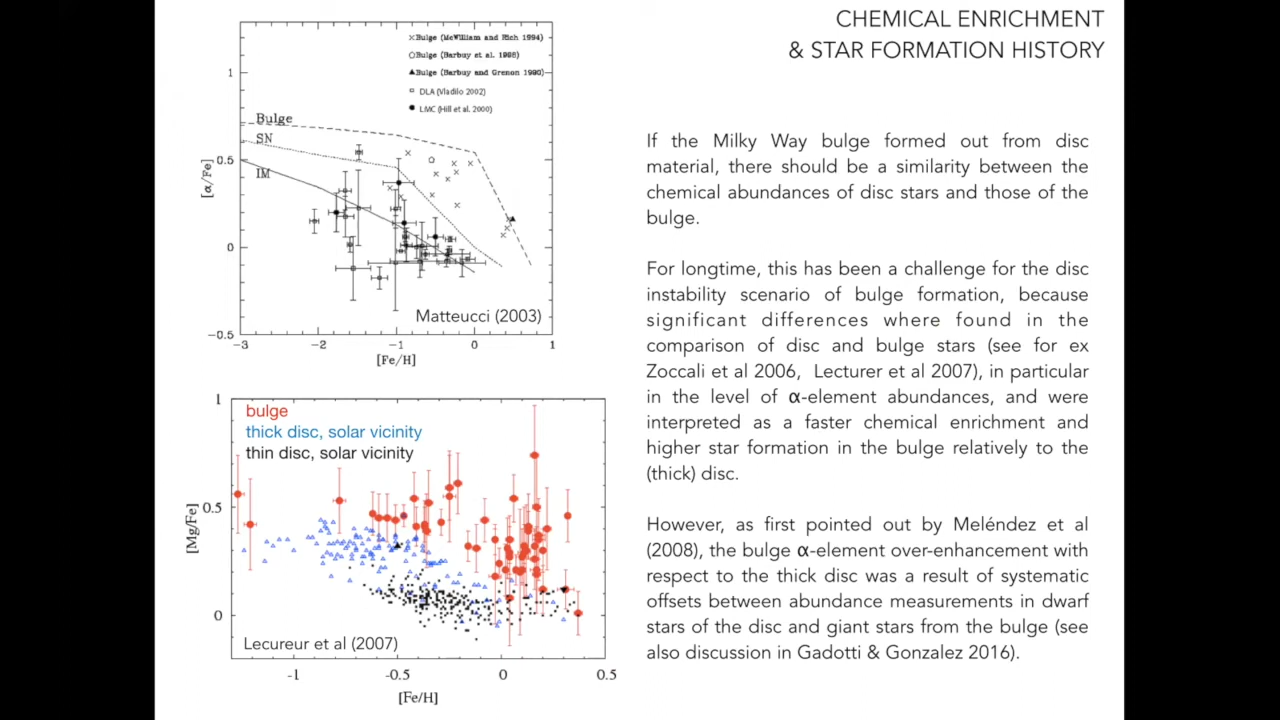 CHEMICAL ENRICHMENT
& STAR FORMATION HISTORY
Bulge (McWilliam and Rich 1994)
Bulge (Barbuy et al. 1998)
Bulge (Barbuy and Grenon 1990)
DLA (Vladilo 2002)
LMC (Hill et al. 2000)
Bulge
SN
IM
[α/Fe]
1
0.5
0
−0.5
−3 −2 −1 0 1
[Fe/H]
Matteucci (2003)
If the Milky Way bulge formed out from disc
material, there should be a similarity between the
chemical abundances of disc stars and those of the
bulge.
For longtime, this has been a challenge for the disc
instability scenario of bulge formation, because
significant differences where found in the
comparison of disc and bulge stars (see for ex
Zoccali et al 2006, Lecturer et al 2007), in particular
in the level of α-element abundances, and were
interpreted as a faster chemical enrichment and
higher star formation in the bulge relatively to the
(thick) disc.
However, as first pointed out by Meléndez et al
(2008), the bulge α-element over-enhancement with
respect to the thick disc was a result of systematic
offsets between abundance measurements in dwarf
stars of the disc and giant stars from the bulge (see
also discussion in Gadotti & Gonzalez 2016).
bulge
thick disc, solar vicinity
thin disc, solar vicinity
[Mg/Fe]
1
0.5
0
Lecureur et al (2007)
-1 -0.5 0 0.5
[Fe/H]